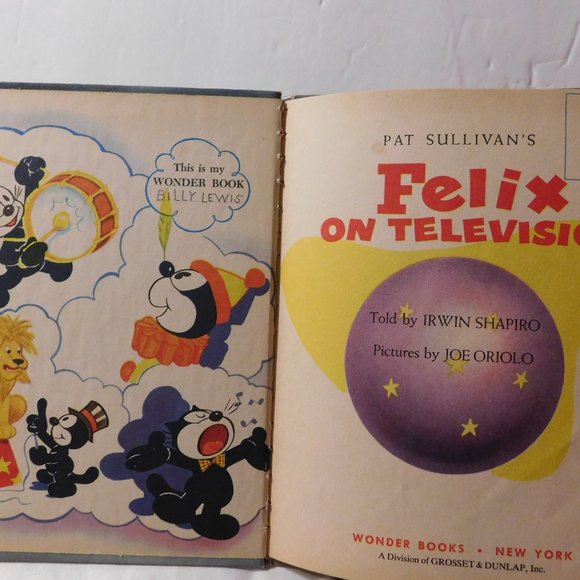 This is my
WONDER BOOK
BILLY LEWIS
PAT SULLIVAN'S
Felix
ON TELEVISIO
Told by IRWIN SHAPIRO
Pictures by JOE ORIOLO
WONDER BOOKS • NEW YORK
A Division of GROSSET & DUNLAP, Inc.